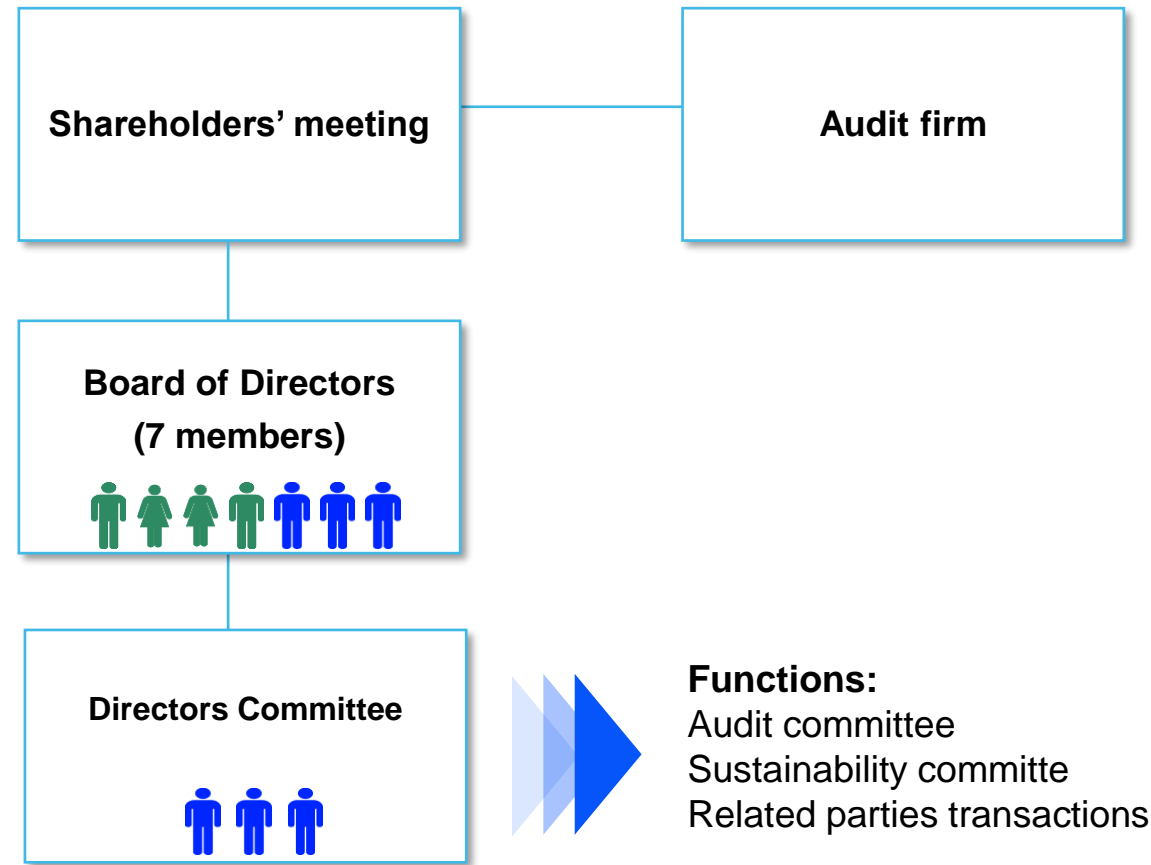 Shareholders’ meeting
Audit firm
Board of Directors
(7 members)
Directors Committee
Functions:
Audit committee
Sustainability committe
Related parties transactions